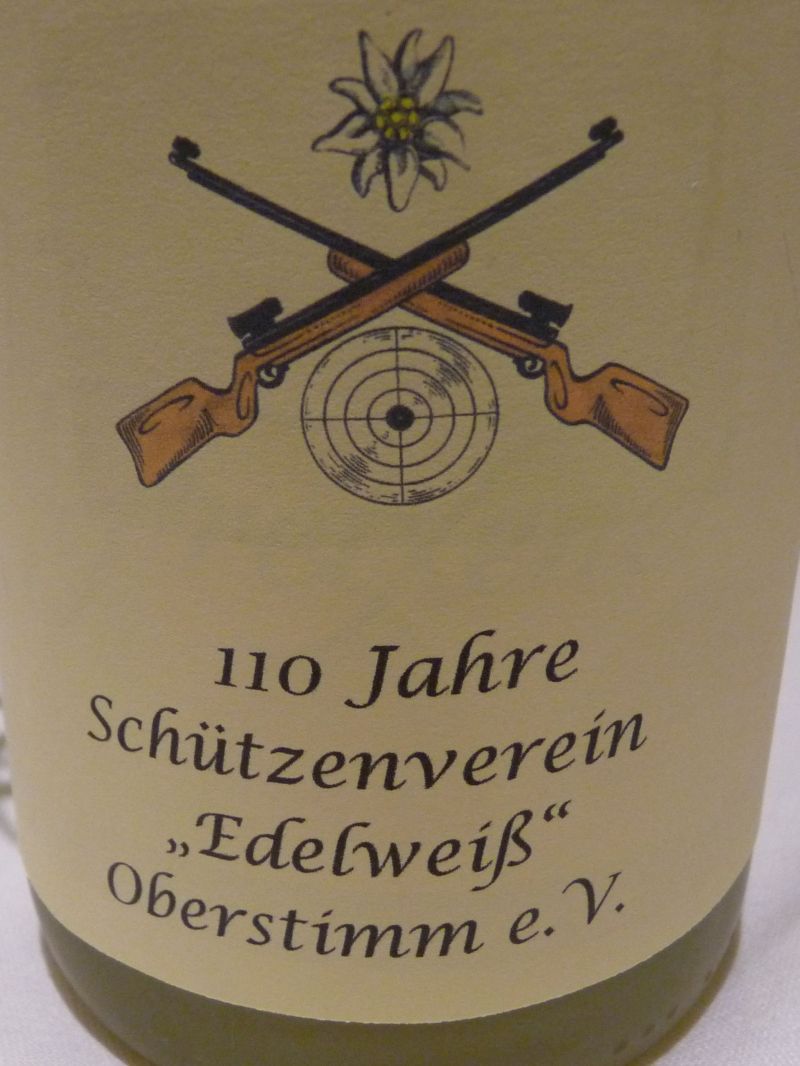 110 Jahre
Schützenverein
„Edelweiß“
Oberstimm e.V.